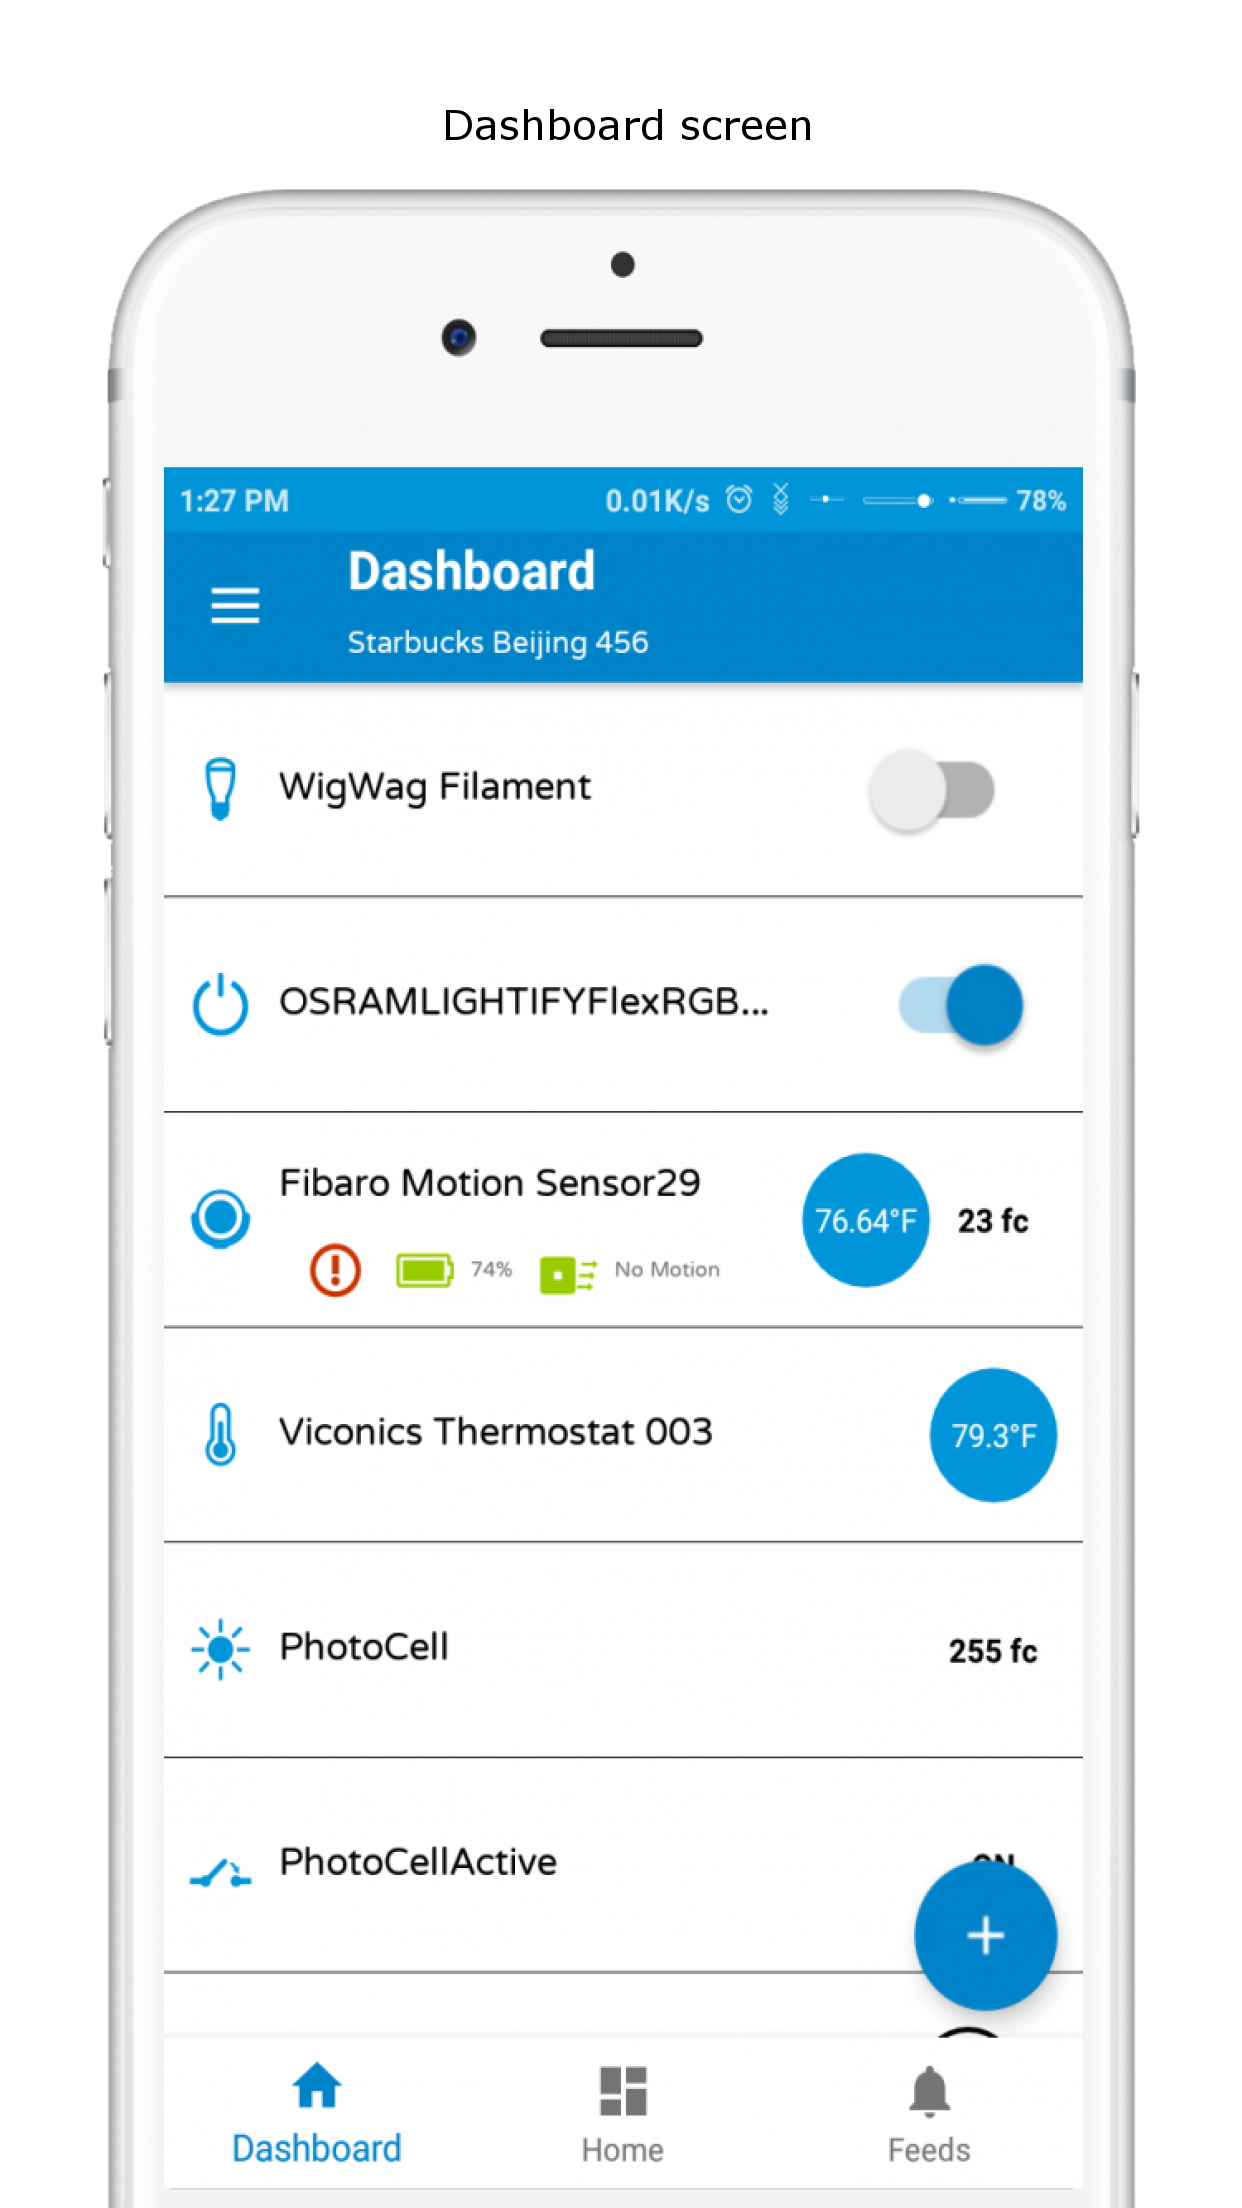 Dashboard screen
1:27 PM 0.01K/s 78%
Dashboard
Starbucks Beijing 456
WigWag Filament
OSRAMLIGHTIFYFlexRGB...
Fibaro Motion Sensor29
76.64°F 23 fc
74% No Motion
Viconics Thermostat 003
79.3°F
PhotoCell
255 fc
PhotoCellActive
Dashboard Home Feeds